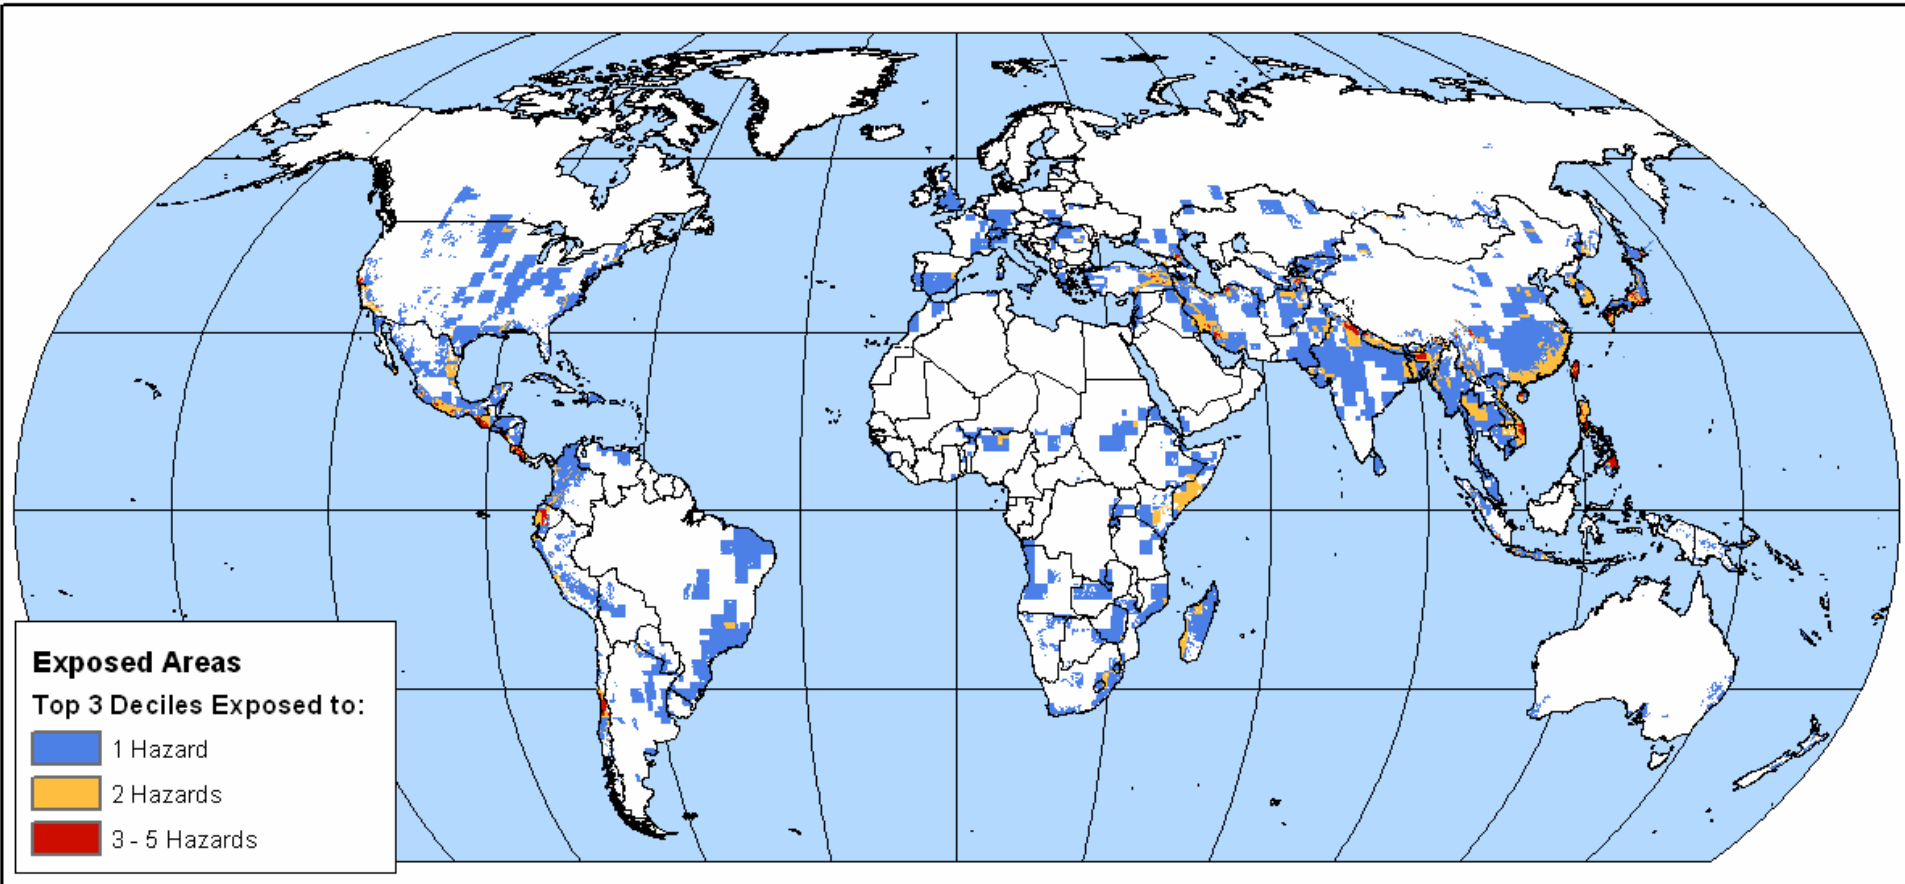 Exposed Areas
Top 3 Deciles Exposed to:
1 Hazard
2 Hazards
3 - 5 Hazards